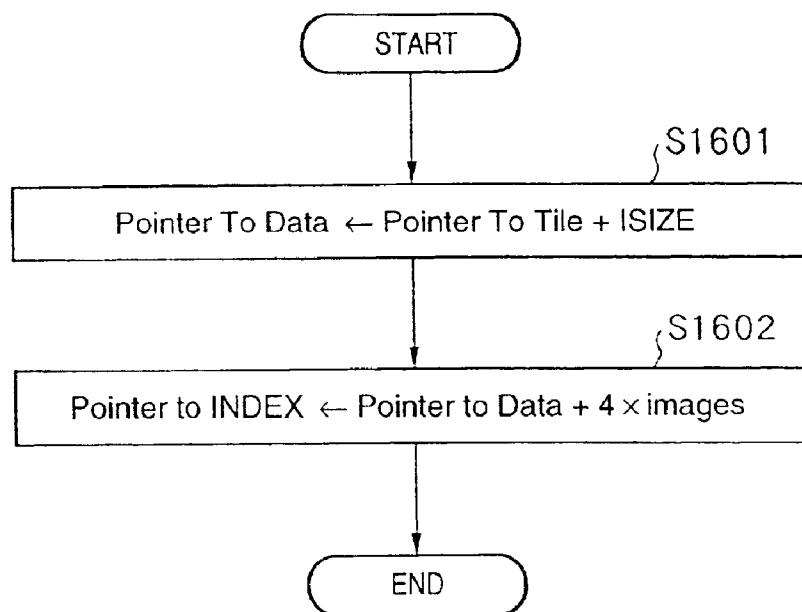 START
S1601
Pointer To Data ← Pointer To Tile + ISIZE
S1602
Pointer to INDEX ← Pointer to Data + 4 × images
END